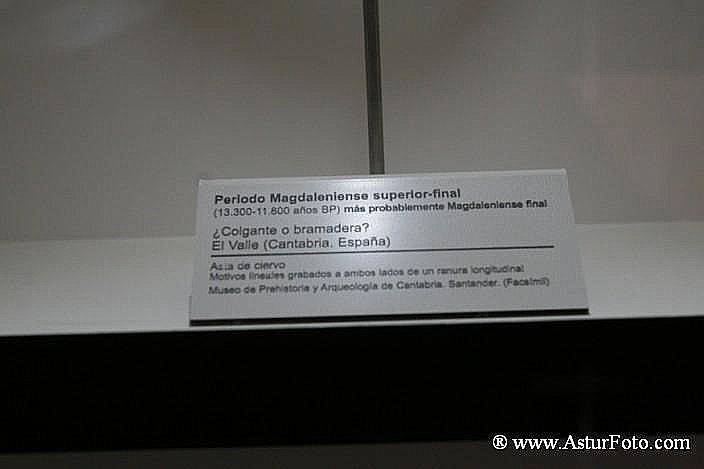 Periodo Magdaleniense superior-final
(13.300-11.600 años BP) más probablemente Magdaleniense final
¿Colgante o bramadera?
El Valle (Cantabria. España)
Asta de ciervo
Motivos lineales grabados a ambos lados de un ranura longitudinal
Museo de Prehistoria y Arqueología de Cantabria. Santander. (Facsímil)
® www.AsturFoto.com